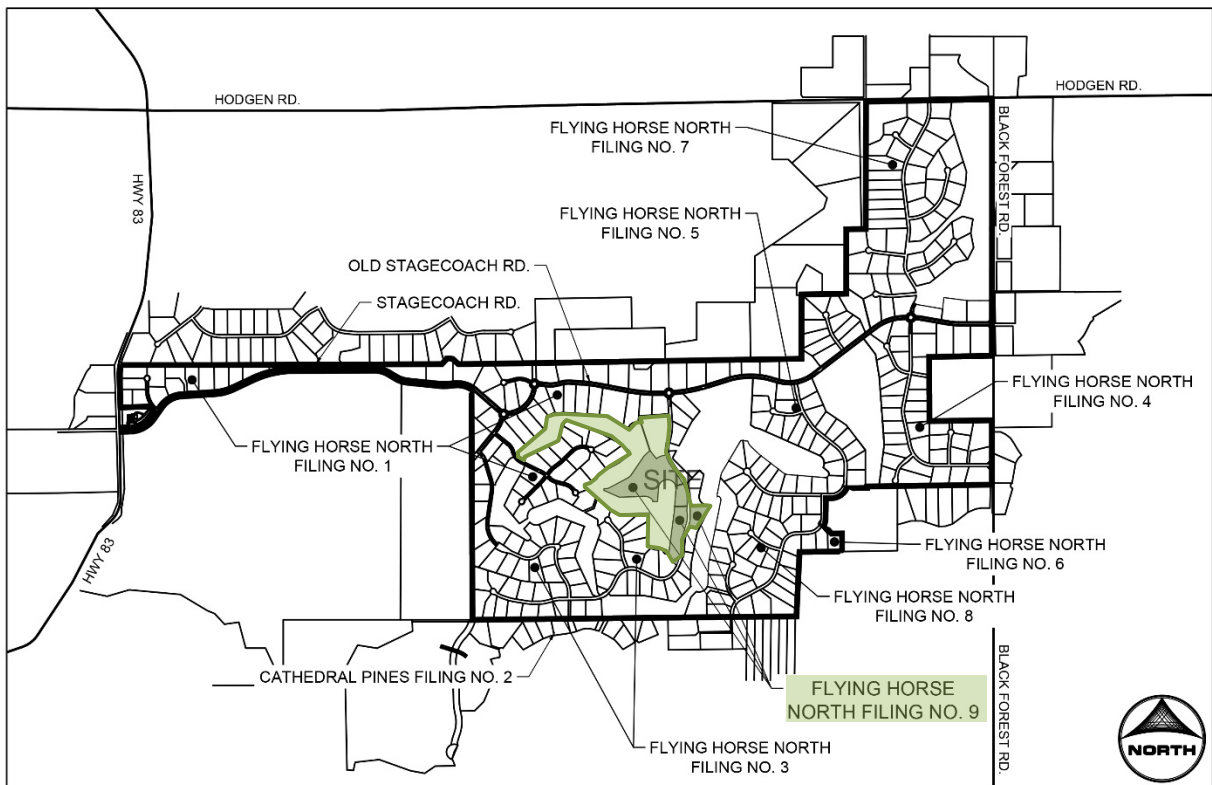 HODGEN RD.
HODGEN RD.
FLYING HORSE NORTH
FILING NO. 7
BLACK FOREST RD.
HWY 83
FLYING HORSE NORTH
FILING NO. 5
OLD STAGECOACH RD.
STAGECOACH RD.
FLYING HORSE NORTH
FILING NO. 4
FLYING HORSE NORTH
FILING NO. 1
SITE
HWY 83
FLYING HORSE NORTH
FILING NO. 6
FLYING HORSE NORTH
FILING NO. 8
CATHEDRAL PINES FILING NO. 2
FLYING HORSE
NORTH FILING NO. 9
BLACK FOREST RD.
FLYING HORSE NORTH
FILING NO. 3
NORTH